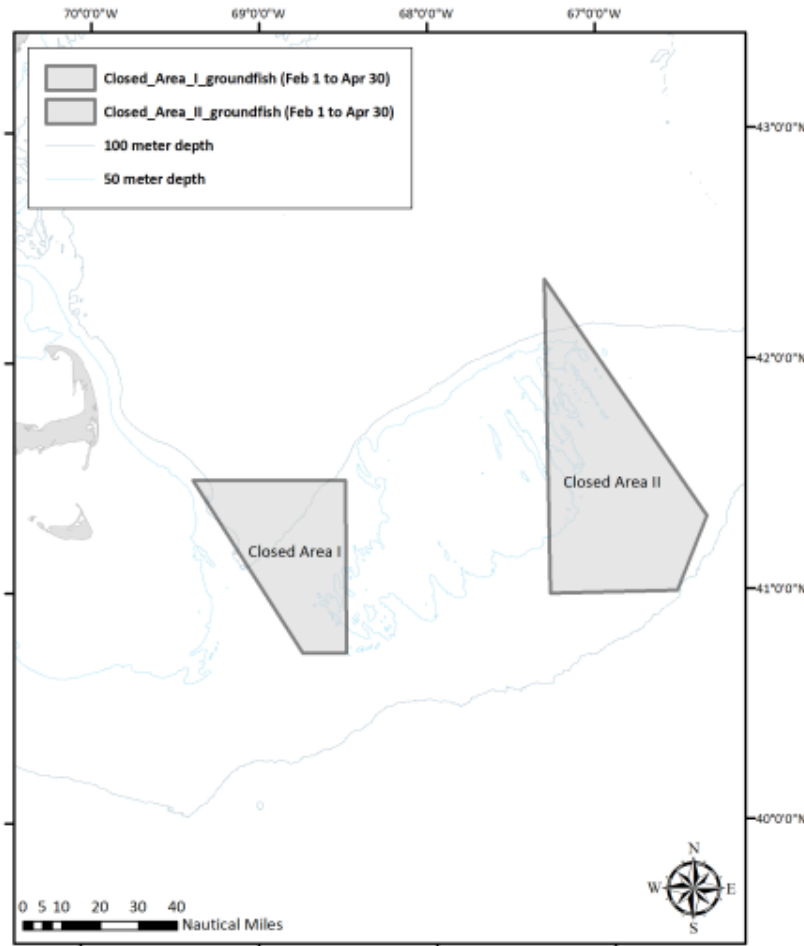 70°0'0"W 69°0'0"W 68°0'0"W 67°0'0"W
Closed_Area_I_groundfish (Feb 1 to Apr 30)
Closed_Area_II_groundfish (Feb 1 to Apr 30)
100 meter depth
50 meter depth
43°0'0"N
42°0'0"N
Closed Area II
Closed Area I
41°0'0"N
40°0'0"N
N
W E
S
0 5 10 20 30 40
Nautical Miles